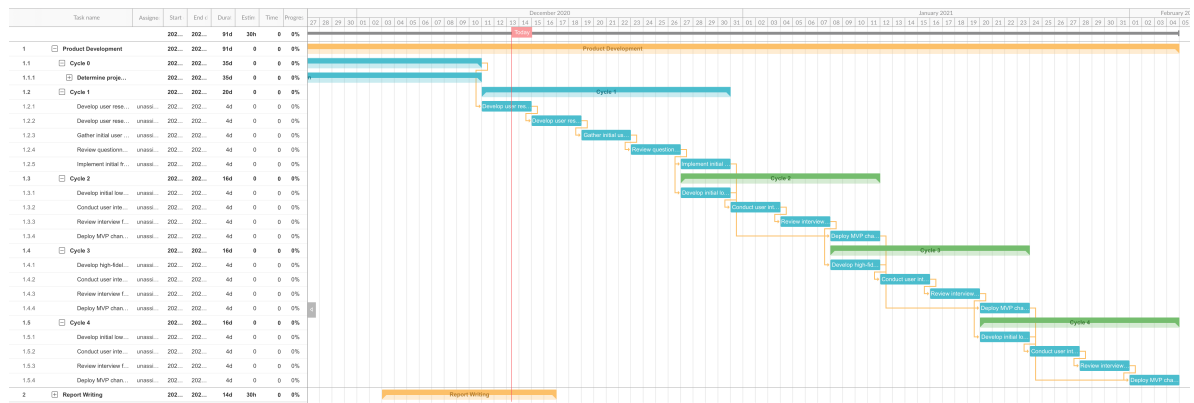 December 2020 January 2021 February 20
Task name Assigne Start End Dura Estin Time Progres 27 28 29 30 01 02 03 04 05 06 07 08 09 10 11 12 13 14 15 16 17 18 19 20 21 22 23 24 25 26 27 28 29 30 31 01 02 03 04 05 06 07 08 09 10 11 12 13 14 15 16 17 18 19 20 21 22 23 24 25 26 27 28 29 30 31 01 02 03 04 05
202... 202... 91d 30h 0 0% Today
1 Product Development 202... 202... 91d 0 0 0% Product Development
1.1 Cycle 0 202... 202... 35d 0 0 0%
1.1.1 Determine proje... 202... 202... 35d 0 0 0%
1.2 Cycle 1 202... 202... 20d 0 0 0% Cycle 1
1.2.1 Develop user rese... unassi... 202... 202... 4d 0 0 0% Develop user res...
1.2.2 Develop user rese... unassi... 202... 202... 4d 0 0 0% Develop user res...
1.2.3 Gather initial user ... unassi... 202... 202... 4d 0 0 0% Gather initial us...
1.2.4 Review questionn... unassi... 202... 202... 4d 0 0 0% Review question...
1.2.5 Implement initial fr... unassi... 202... 202... 4d 0 0 0% Implement initial ...
1.3 Cycle 2 202... 202... 16d 0 0 0% Cycle 2
1.3.1 Develop initial low... unassi... 202... 202... 4d 0 0 0% Develop initial lo...
1.3.2 Conduct user inte... unassi... 202... 202... 4d 0 0 0% Conduct user int...
1.3.3 Review interview f... unassi... 202... 202... 4d 0 0 0% Review interview...
1.3.4 Deploy MVP chan... unassi... 202... 202... 4d 0 0 0% Deploy MVP cha...
1.4 Cycle 3 202... 202... 16d 0 0 0% Cycle 3
1.4.1 Develop high-fidel... unassi... 202... 202... 4d 0 0 0% Develop high-fid...
1.4.2 Conduct user inte... unassi... 202... 202... 4d 0 0 0% Conduct user int...
1.4.3 Review interview f... unassi... 202... 202... 4d 0 0 0% Review interview...
1.4.4 Deploy MVP chan... unassi... 202... 202... 4d 0 0 0% Deploy MVP cha...
1.5 Cycle 4 202... 202... 16d 0 0 0% Cycle 4
1.5.1 Develop initial low... unassi... 202... 202... 4d 0 0 0% Develop initial lo...
1.5.2 Conduct user inte... unassi... 202... 202... 4d 0 0 0% Conduct user int...
1.5.3 Review interview f... unassi... 202... 202... 4d 0 0 0% Review interview...
1.5.4 Deploy MVP chan... unassi... 202... 202... 4d 0 0 0% Deploy MVP cha...
2 Report Writing 202... 202... 14d 30h 0 0% Report Writing